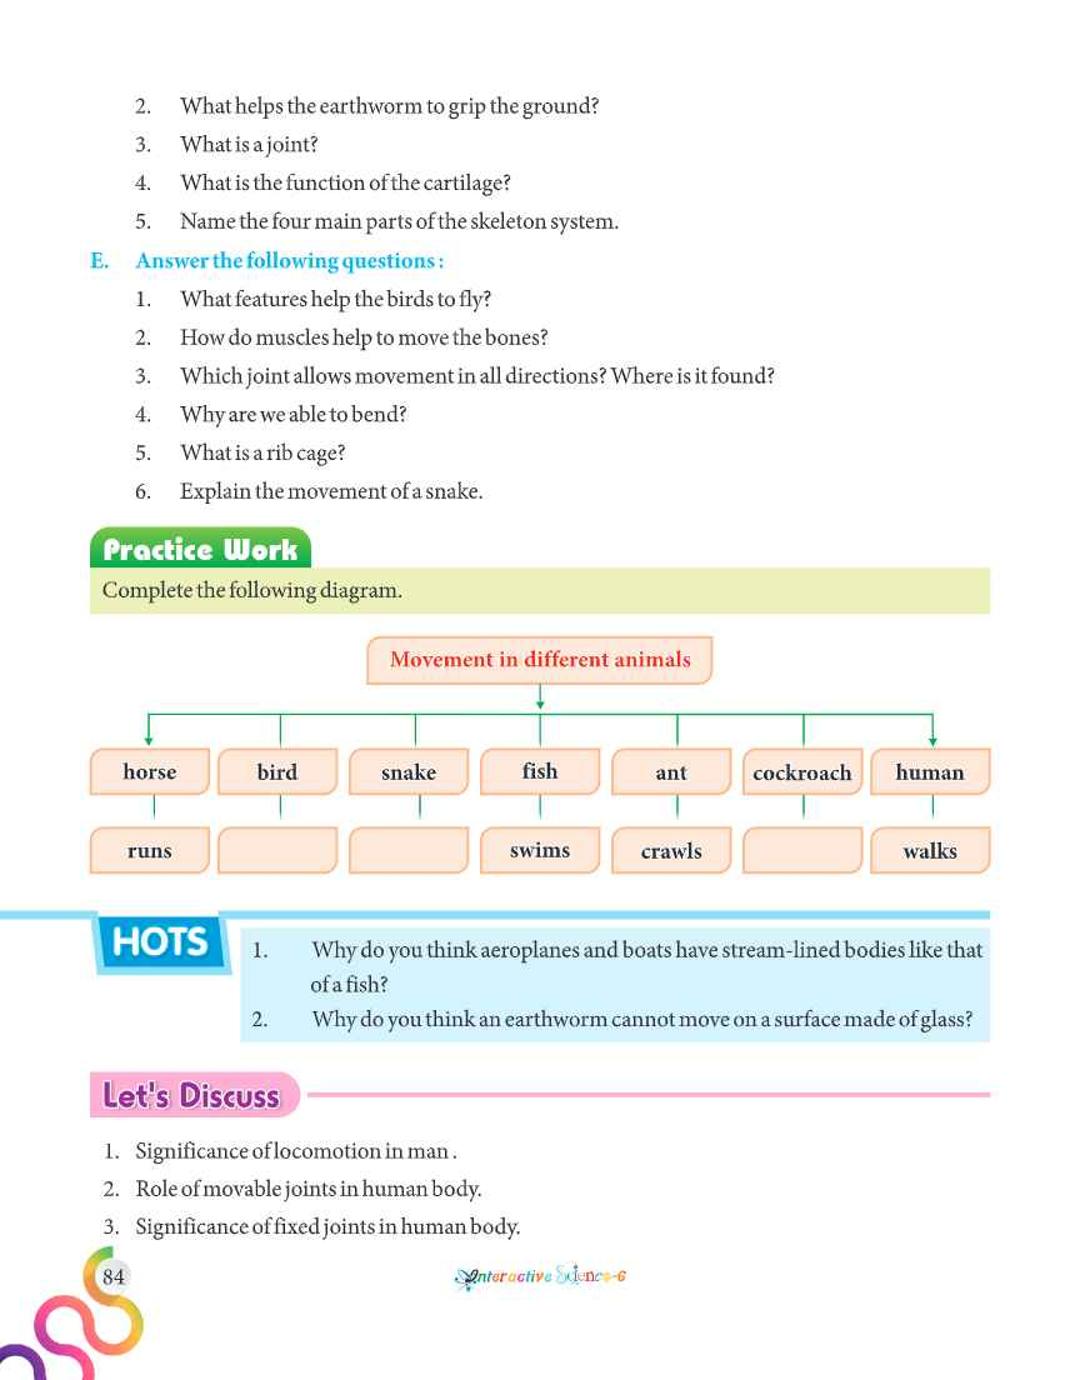 2. What helps the earthworm to grip the ground?
3. What is a joint?
4. What is the function of the cartilage?
5. Name the four main parts of the skeleton system.
E. Answer the following questions :
1. What features help the birds to fly?
2. How do muscles help to move the bones?
3. Which joint allows movement in all directions? Where is it found?
4. Why are we able to bend?
5. What is a rib cage?
6. Explain the movement of a snake.
Practice Work
Complete the following diagram.
Movement in different animals
horse bird snake fish ant cockroach human
runs swims crawls walks
HOTS
1. Why do you think aeroplanes and boats have stream-lined bodies like that
of a fish?
2. Why do you think an earthworm cannot move on a surface made of glass?
Let's Discuss
1. Significance of locomotion in man .
2. Role of movable joints in human body.
3. Significance of fixed joints in human body.
84
Interactive Science-6